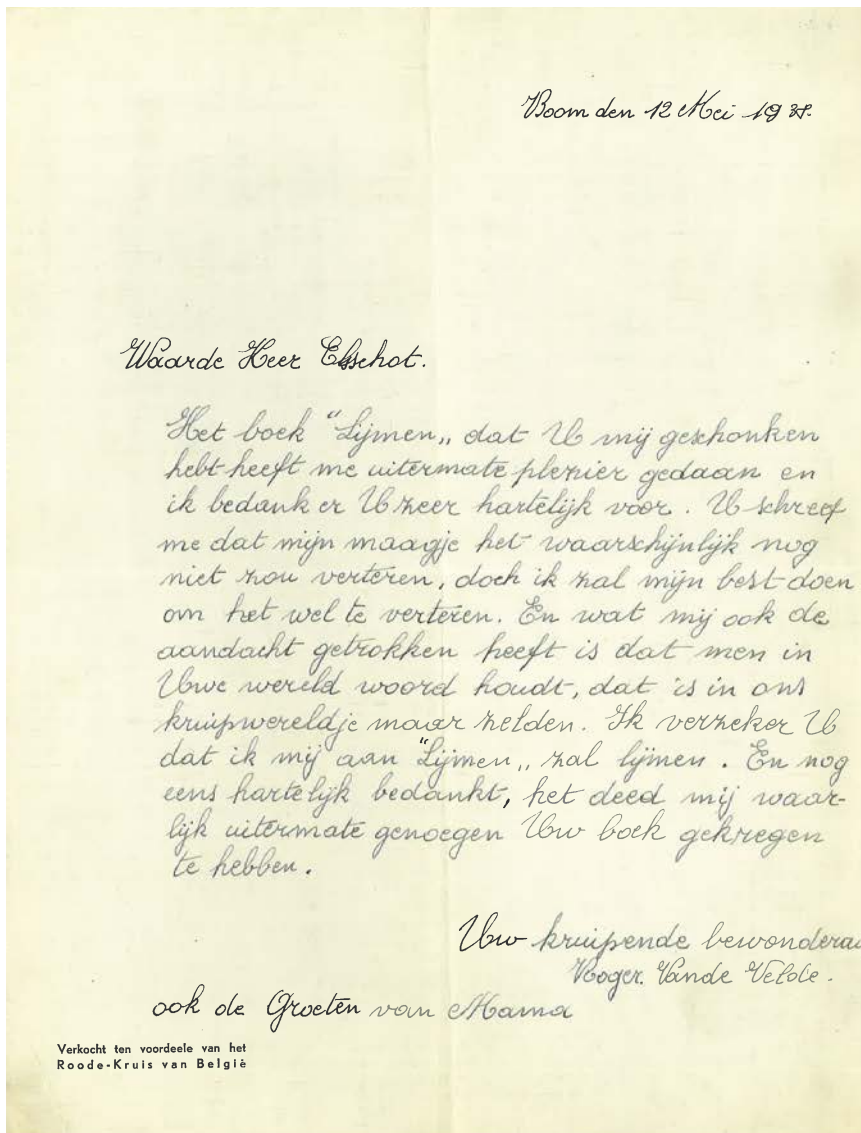 Boom den 12 Mei 19
Waarde Heer Elsschot.
Het boek "Lijmen„ dat U mij geschonken
hebt heeft me uitermate plezier gedaan en
ik bedank er U zeer hartelijk voor. U schreef
me dat mijn maagje het waarschijnlijk nog
niet zou verteren, doch ik zal mijn best doen
om het wel te verteren. En wat mij ook de
aandacht getrokken heeft is dat men in
Uwe wereld woord houdt, dat is in ons
kruipwereldje maar zelden. Ik verzeker U
dat ik mij aan "Lijmen„ zal lijmen. En nog
eens hartelijk bedankt, het deed mij waar-
lijk uitermate genoegen Uw boek gekregen
te hebben.
Uw kruipende bewondera
Roger. Vande Velde.
ook de Groeten van Mama
Verkocht ten voordeele van het
Roode-Kruis van België